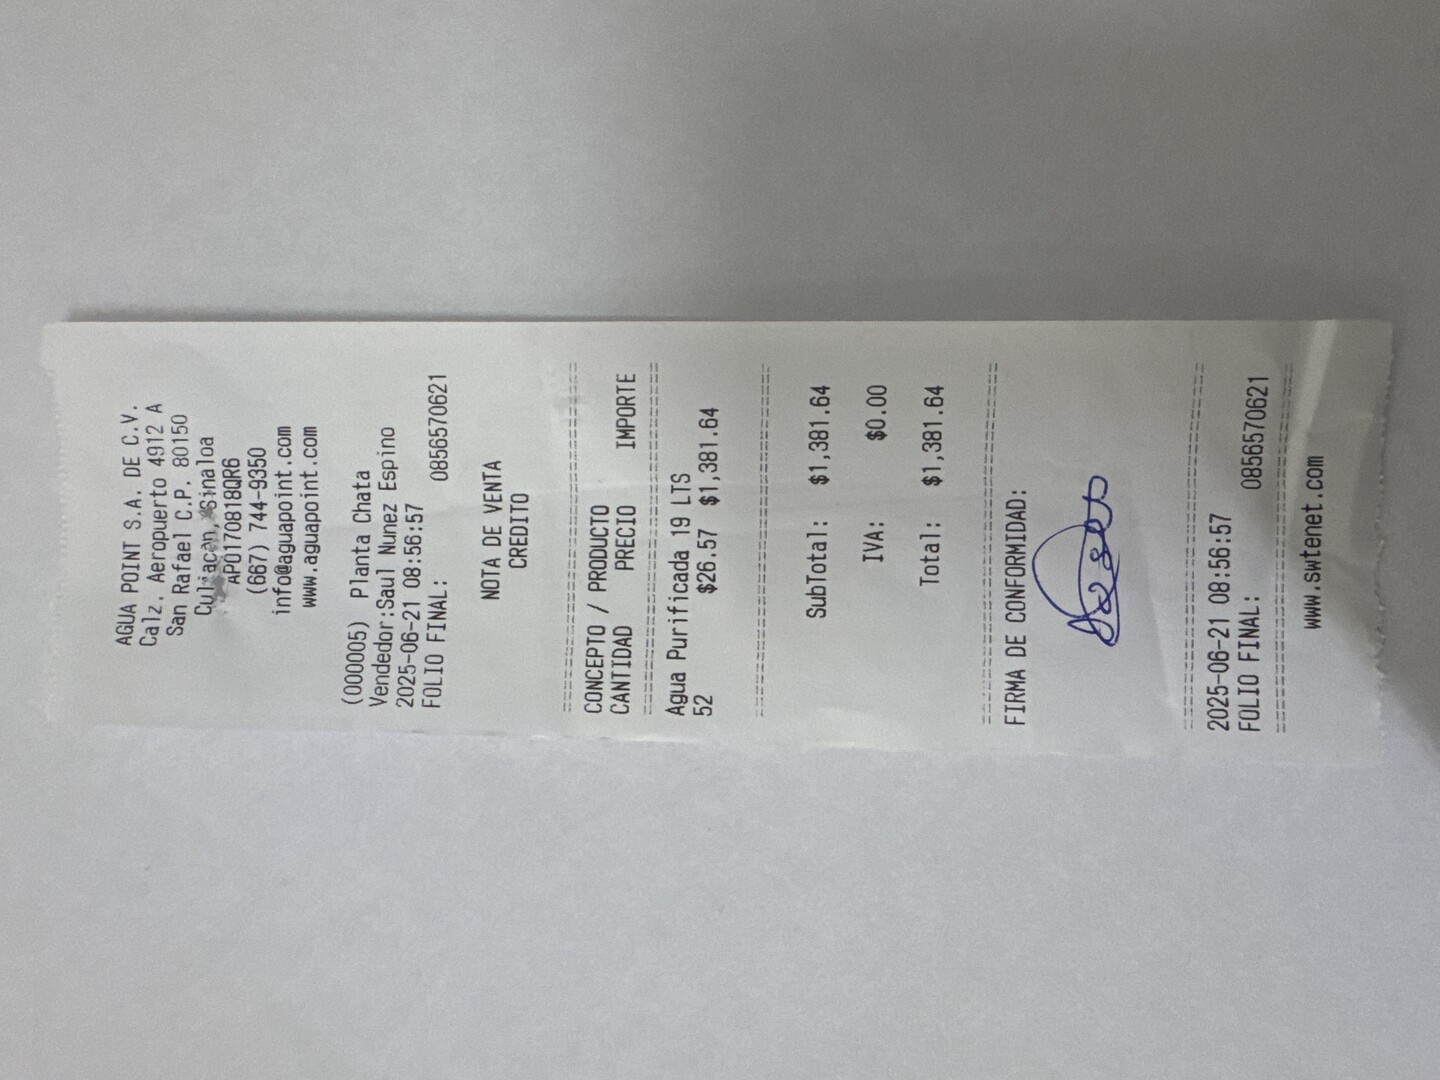 AGUA POINT S.A. DE C.V.
Calz. Aeropuerto 4912 A
San Rafael C.P. 80150
Culiacan, Sinaloa
APO170818QR6
(667) 744-9350
info@aguapoint.com
www.aguapoint.com
(000005) Planta Chata
Vendedor:Saul Nunez Espino
2025-06-21 08:56:57
FOLIO FINAL: 0856570621
NOTA DE VENTA
CREDITO
CONCEPTO / PRODUCTO
CANTIDAD PRECIO IMPORTE
Agua Purificada 19 LTS
52 $26.57 $1,381.64
SubTotal: $1,381.64
IVA: $0.00
Total: $1,381.64
FIRMA DE CONFORMIDAD:
2025-06-21 08:56:57
FOLIO FINAL: 0856570621
www.swtenet.com